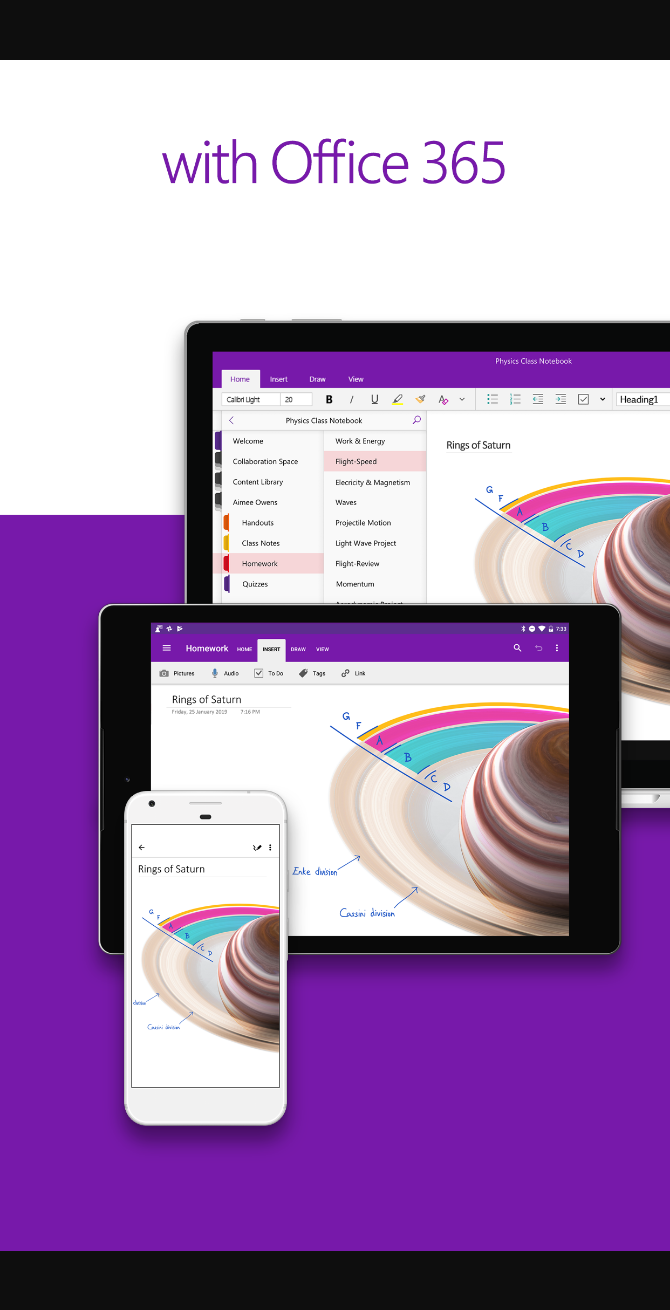 with Office 365
Physics Class Notebook
Home Insert Draw View
Calibri Light 20 B I U A Heading1
Physics Class Notebook
Welcome
Collaboration Space
Content Library
Aimee Owens
Handouts
Class Notes
Homework
Quizzes
Work & Energy
Flight-Speed
Elecricity & Magnetism
Waves
Projectile Motion
Light Wave Project
Flight-Review
Momentum
Rings of Saturn
G
F
A
B
C
D
7:33
Homework HOME INSERT DRAW VIEW
Pictures Audio To Do Tags Link
Rings of Saturn
Friday, 25 January 2019 7:16 PM
G
F
A
B
C
D
Enke division
Cassini division
Rings of Saturn
G
F
A
B
C
D
division
Cassini division